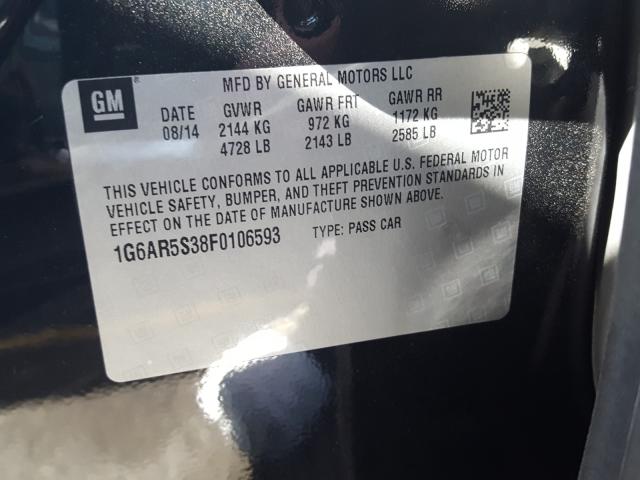 GM
MFD BY GENERAL MOTORS LLC
DATE GVWR GAWR FRT GAWR RR
08/14 2144 KG 972 KG 1172 KG
4728 LB 2143 LB 2585 LB
THIS VEHICLE CONFORMS TO ALL APPLICABLE U.S. FEDERAL MOTOR
VEHICLE SAFETY, BUMPER, AND THEFT PREVENTION STANDARDS IN
EFFECT ON THE DATE OF MANUFACTURE SHOWN ABOVE.
1G6AR5S38F0106593 TYPE: PASS CAR